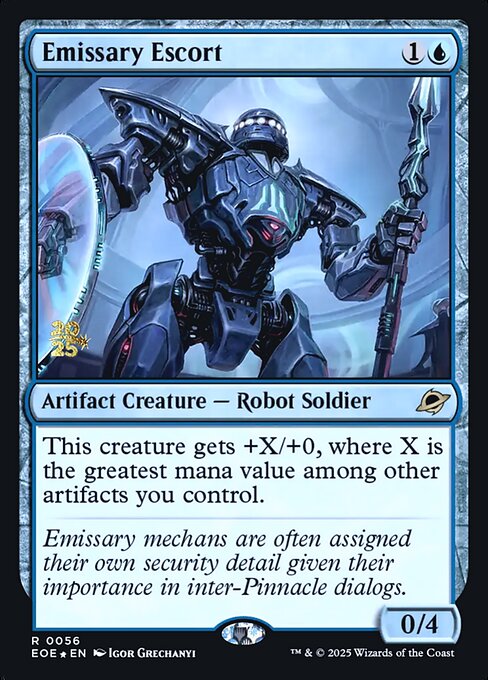 Emissary Escort 1
2025
Artifact Creature — Robot Soldier
This creature gets +X/+0, where X is
the greatest mana value among other
artifacts you control.
Emissary mechans are often assigned
their own security detail given their
importance in inter-Pinnacle dialogs.
0/4
R 0056
EOE★EN Igor Grechanyi
™ & © 2025 Wizards of the Coast